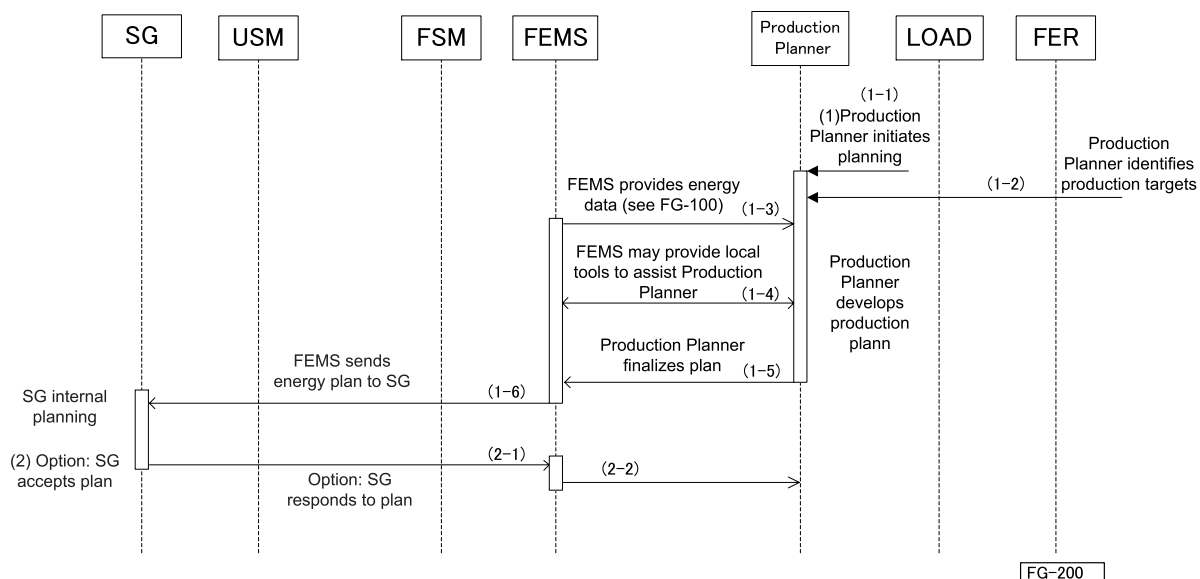 SG
USM
FSM
FEMS
Production
Planner
LOAD
FER
(1-1)
(1)Production
Planner initiates
planning
Production
Planner identifies
production targets
(1-2)
FEMS provides energy
data (see FG-100)
(1-3)
FEMS may provide local
tools to assist Production
Planner
(1-4)
Production
Planner
develops
production
plann
Production Planner
finalizes plan
(1-5)
FEMS sends
energy plan to SG
(1-6)
SG internal
planning
(2) Option: SG
accepts plan
(2-1)
Option: SG
responds to plan
(2-2)
FG-200